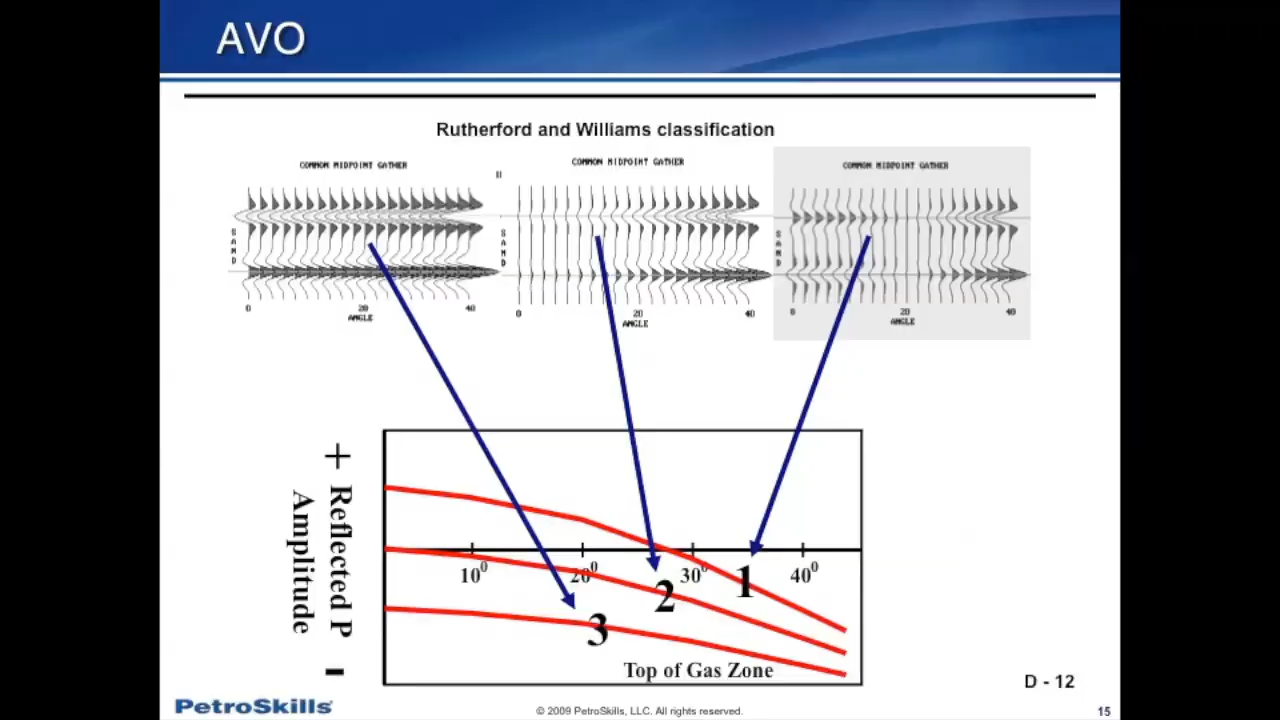 AVO
Rutherford and Williams classification
COMMON MIDPOINT GATHER
SAND
0 20 40
ANGLE
II
COMMON MIDPOINT GATHER
SAND
0 20 40
ANGLE
COMMON MIDPOINT GATHER
SAND
0 20 40
ANGLE
+ Reflected P -
Amplitude
10⁰ 20⁰ 30⁰ 40⁰
1
2
3
Top of Gas Zone
D - 12
PetroSkills
© 2009 PetroSkills, LLC. All rights reserved.
15